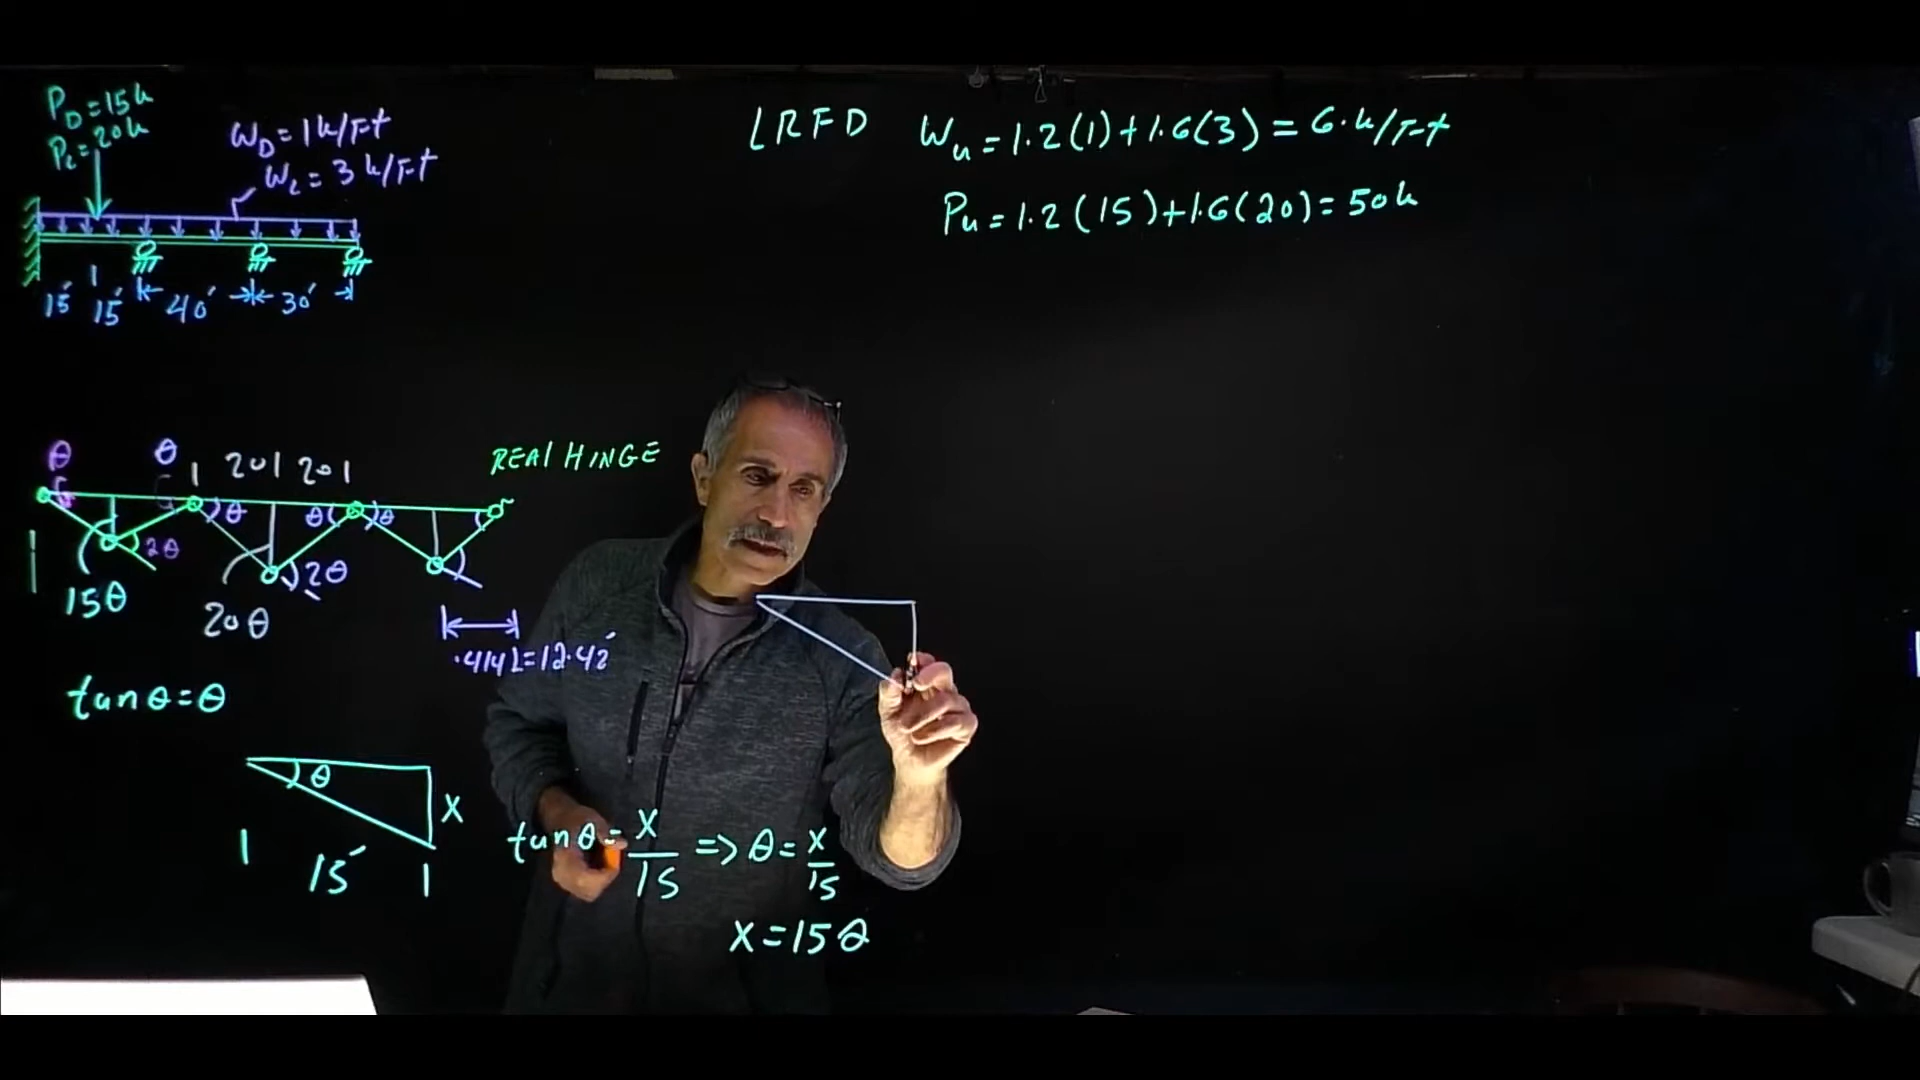 P_D = 15k
P_L = 20k
W_D = 1k/Ft
W_L = 3k/Ft
15' 15' 40' 30'
LRFD W_u = 1.2(1)+1.6(3) = 6.k/Ft
P_u = 1.2(15)+1.6(20) = 50k
θ θ 20' 20'
REAL HINGE
θ θ θ
2θ 2θ
15θ 20θ
.414L = 12.42'
tan θ = θ
θ x
15'
tan θ = x/15 => θ = x/15
x = 15θ